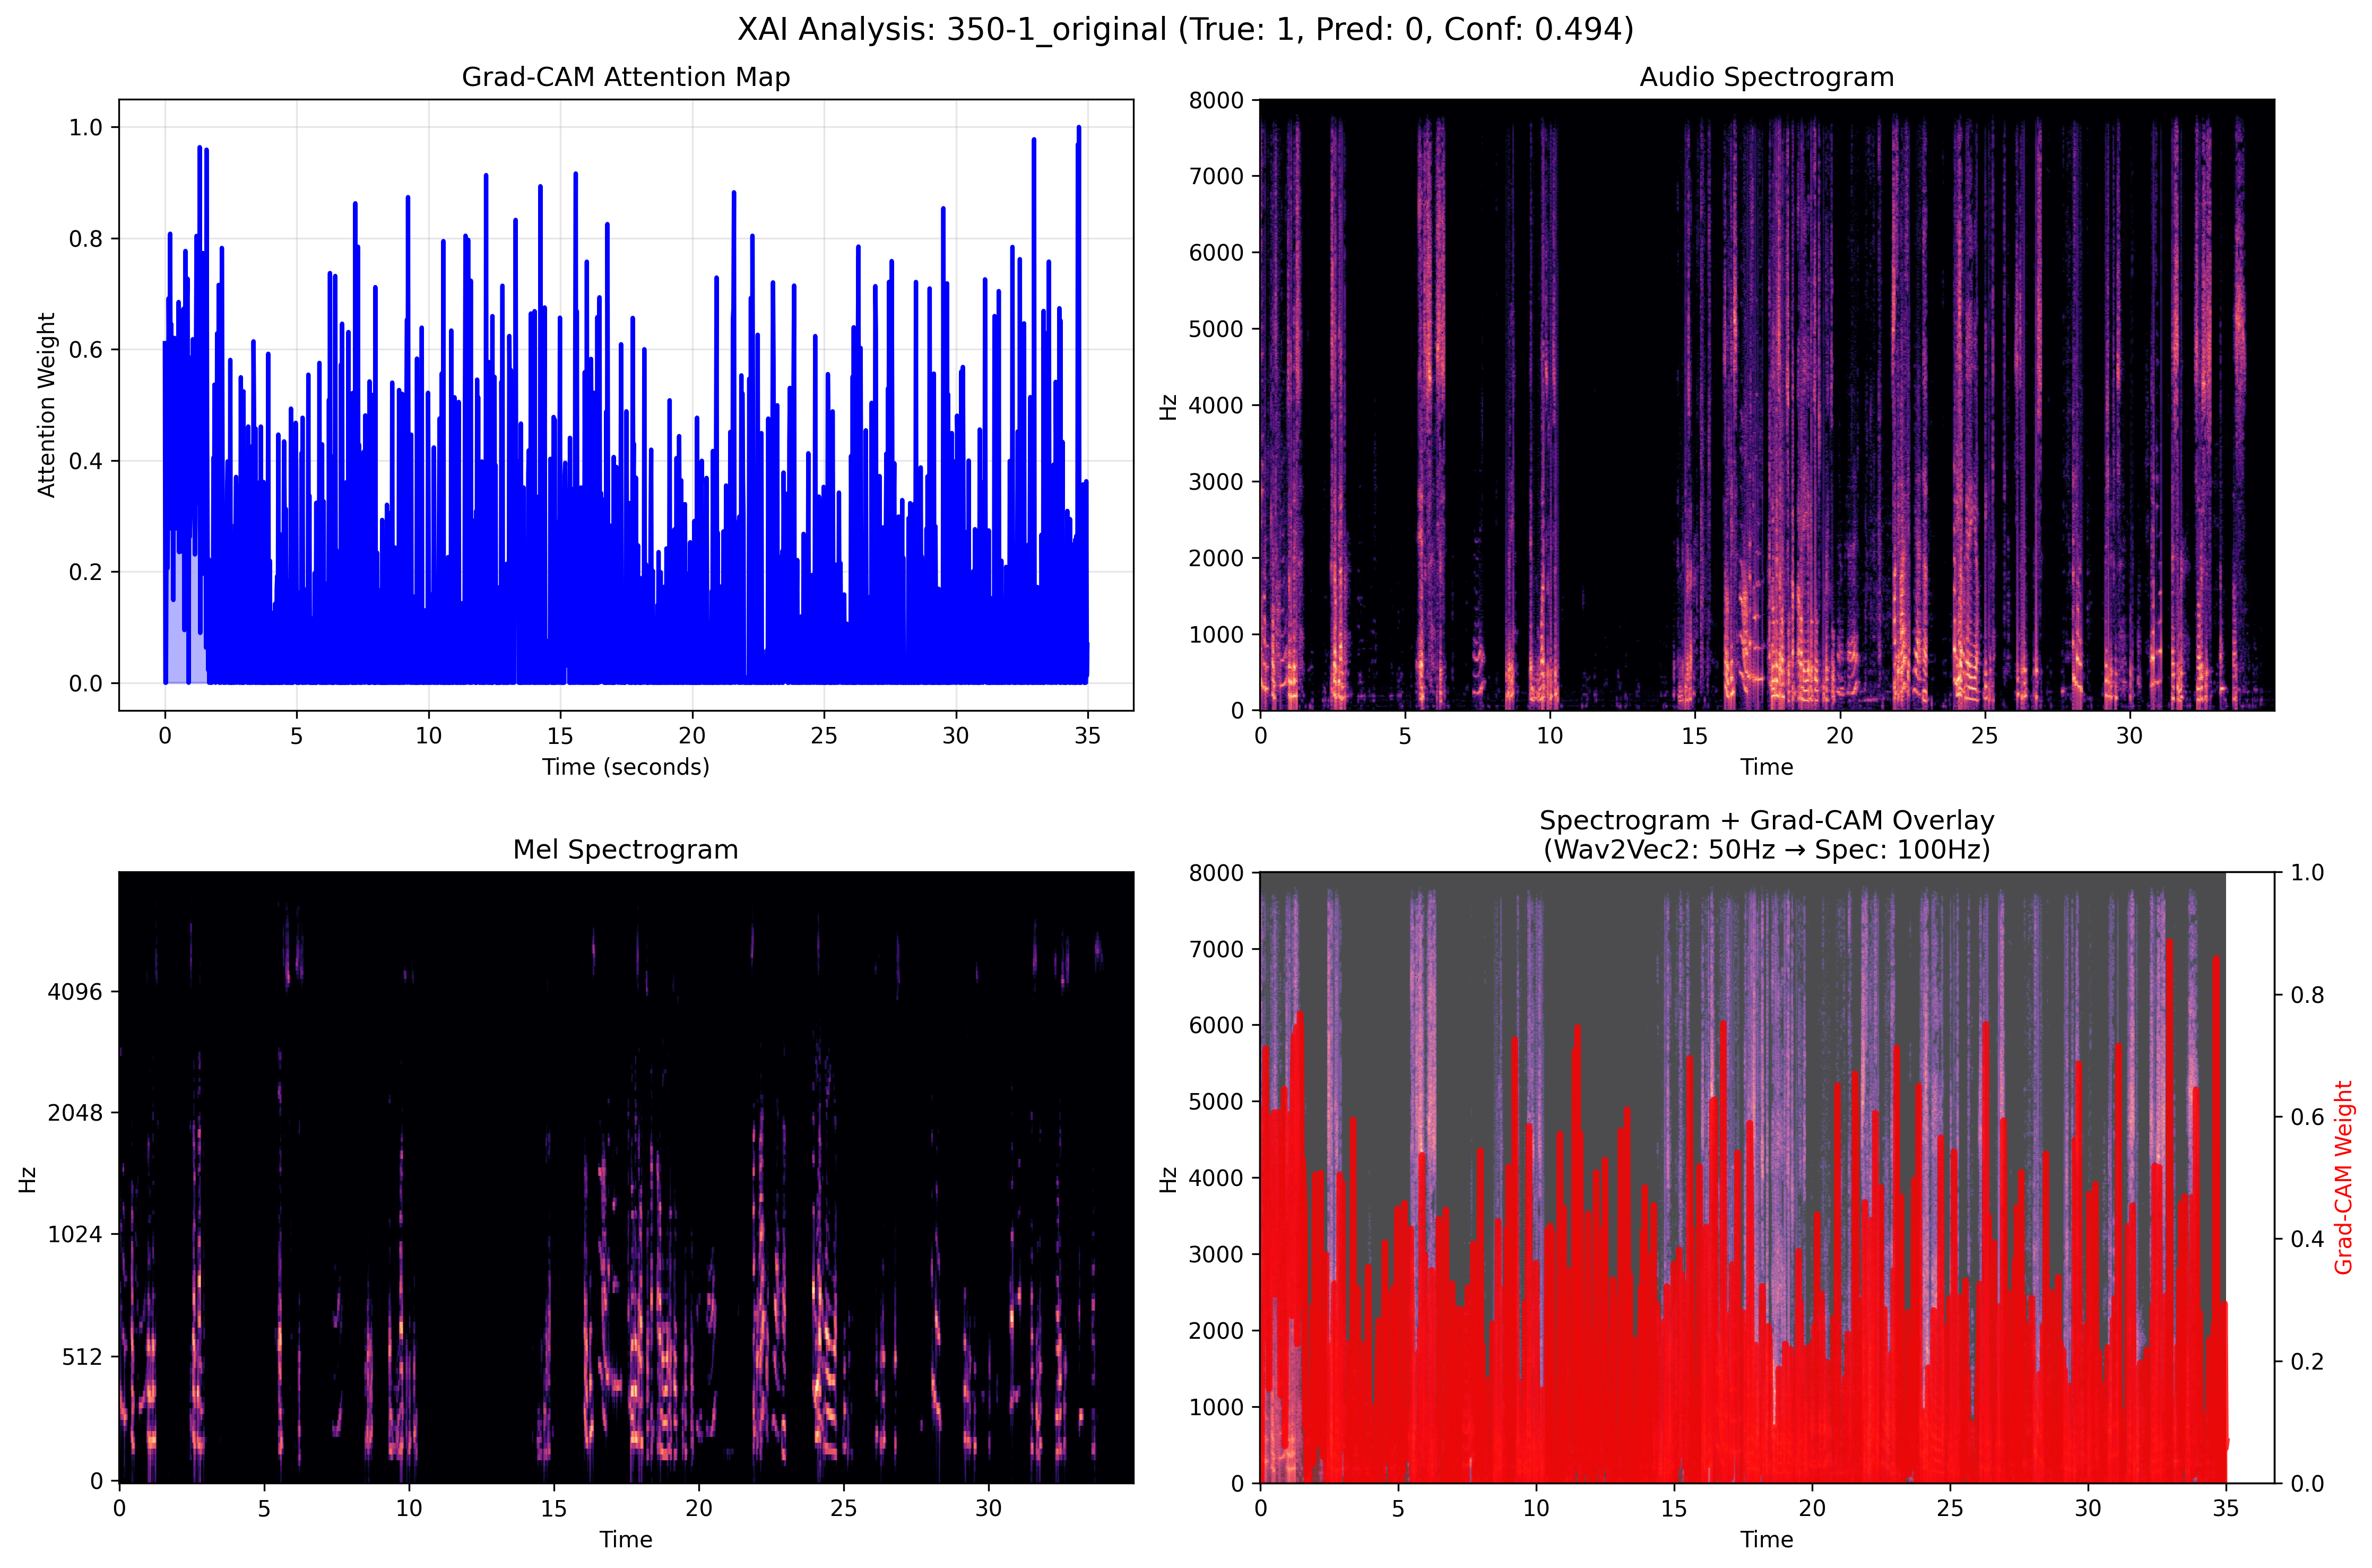 XAI Analysis: 350-1_original (True: 1, Pred: 0, Conf: 0.494)
Grad-CAM Attention Map
1.0
0.8
0.6
0.4
0.2
0.0
Attention Weight
0 5 10 15 20 25 30 35
Time (seconds)
Audio Spectrogram
8000
7000
6000
5000
4000
3000
2000
1000
0
Hz
0 5 10 15 20 25 30
Time
Mel Spectrogram
4096
2048
1024
512
0
Hz
0 5 10 15 20 25 30
Time
Spectrogram + Grad-CAM Overlay
(Wav2Vec2: 50Hz → Spec: 100Hz)
8000
7000
6000
5000
4000
3000
2000
1000
0
Hz
1.0
0.8
0.6
0.4
0.2
0.0
Grad-CAM Weight
0 5 10 15 20 25 30 35
Time